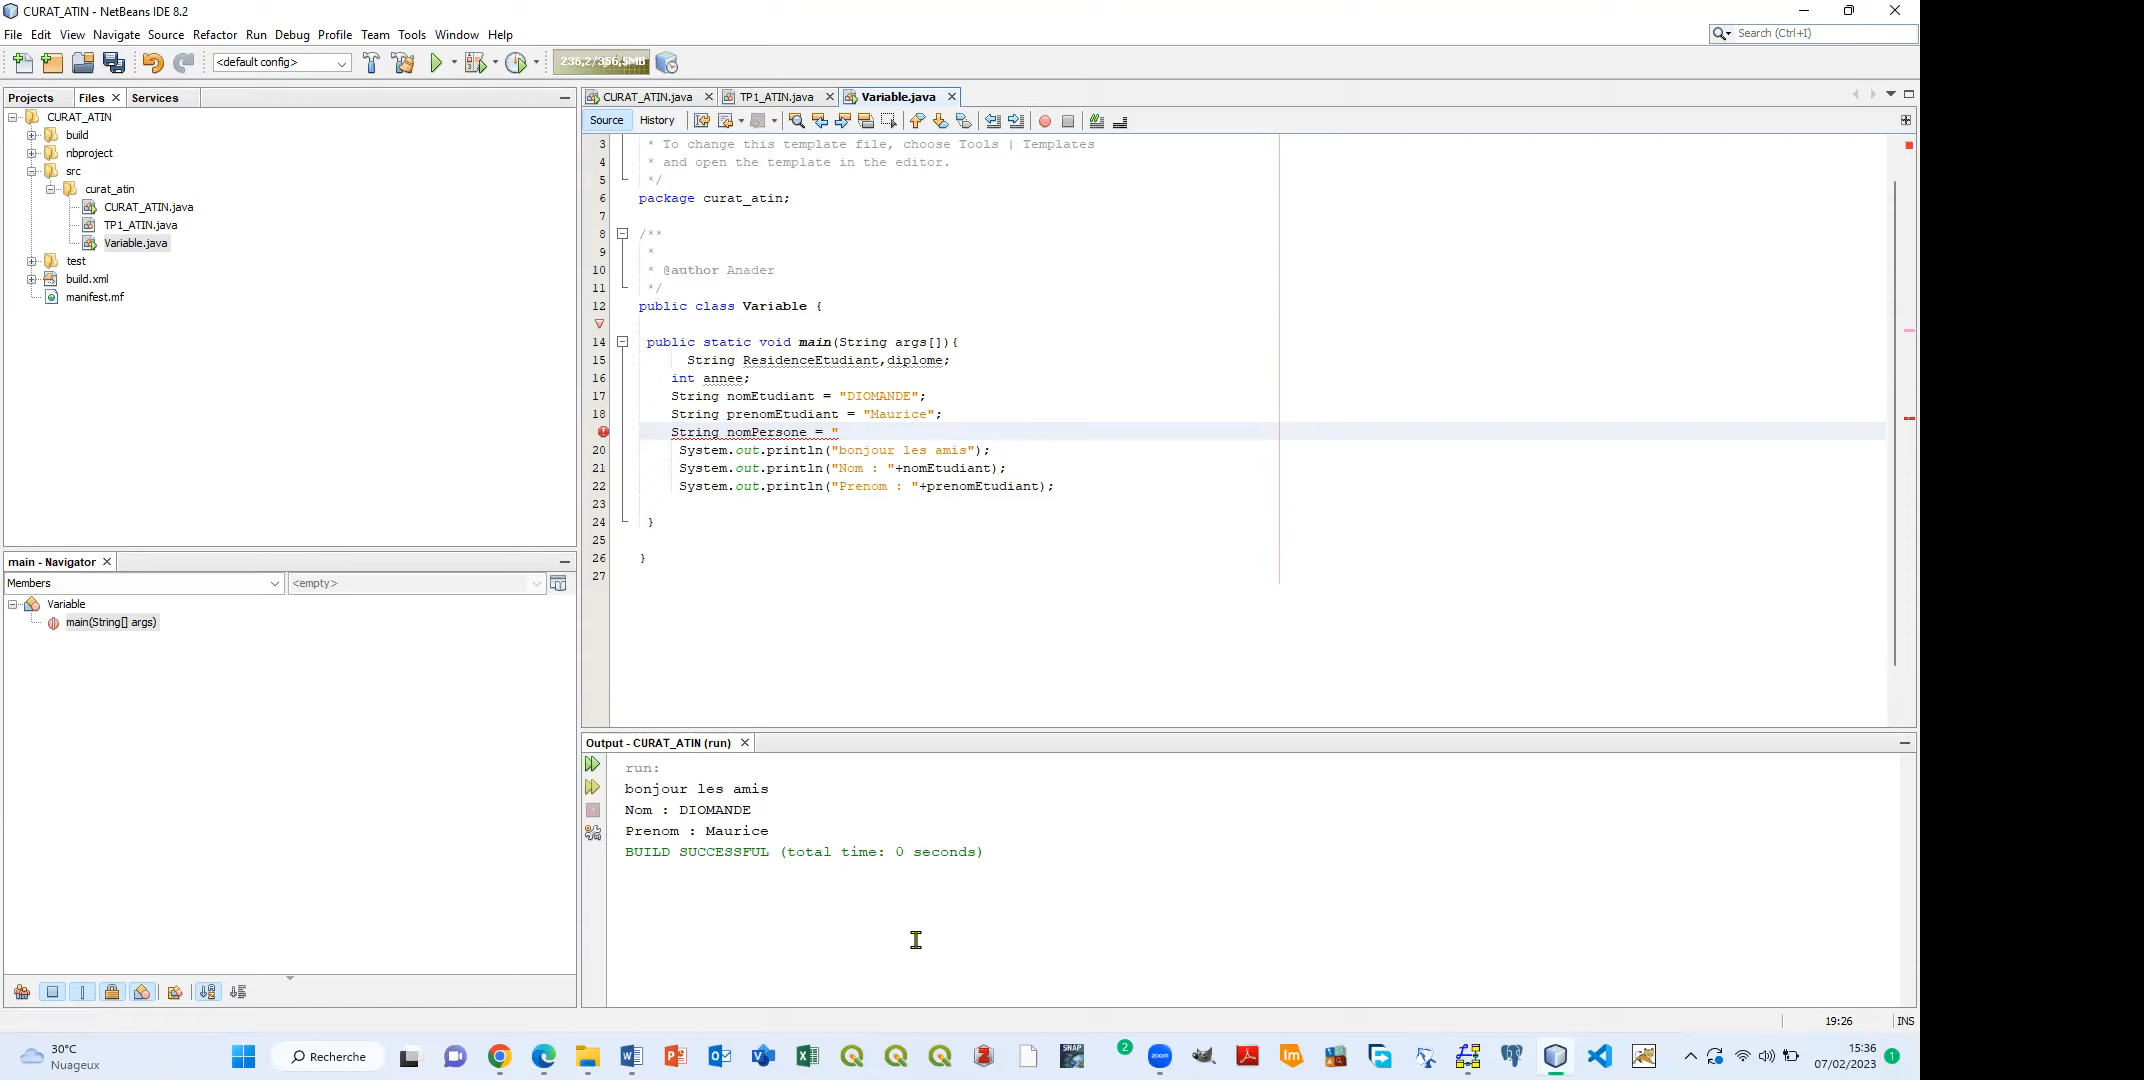 CURAT_ATIN - NetBeans IDE 8.2
File Edit View Navigate Source Refactor Run Debug Profile Team Tools Window Help
Search (Ctrl+I)
<default config>
236,2/356,5MB
Projects Files Services
CURAT_ATIN
build
nbproject
src
curat_atin
CURAT_ATIN.java
TP1_ATIN.java
Variable.java
test
build.xml
manifest.mf
main - Navigator
Members
<empty>
Variable
main(String[] args)
CURAT_ATIN.java TP1_ATIN.java Variable.java
Source History
3 * To change this template file, choose Tools | Templates
4 * and open the template in the editor.
5 */
6 package curat_atin;
7
8 /**
9 *
10 * @author Anader
11 */
12 public class Variable {
14 public static void main(String args[]){
15 String ResidenceEtudiant,diplome;
16 int annee;
17 String nomEtudiant = "DIOMANDE";
18 String prenomEtudiant = "Maurice";
String nomPersone = "
20 System.out.println("bonjour les amis");
21 System.out.println("Nom : "+nomEtudiant);
22 System.out.println("Prenom : "+prenomEtudiant);
23
24 }
25
26 }
27
Output - CURAT_ATIN (run)
run:
bonjour les amis
Nom : DIOMANDE
Prenom : Maurice
BUILD SUCCESSFUL (total time: 0 seconds)
19:26 INS
30°C
Nuageux
Recherche
2
zoom
SNAP
15:36
07/02/2023
1